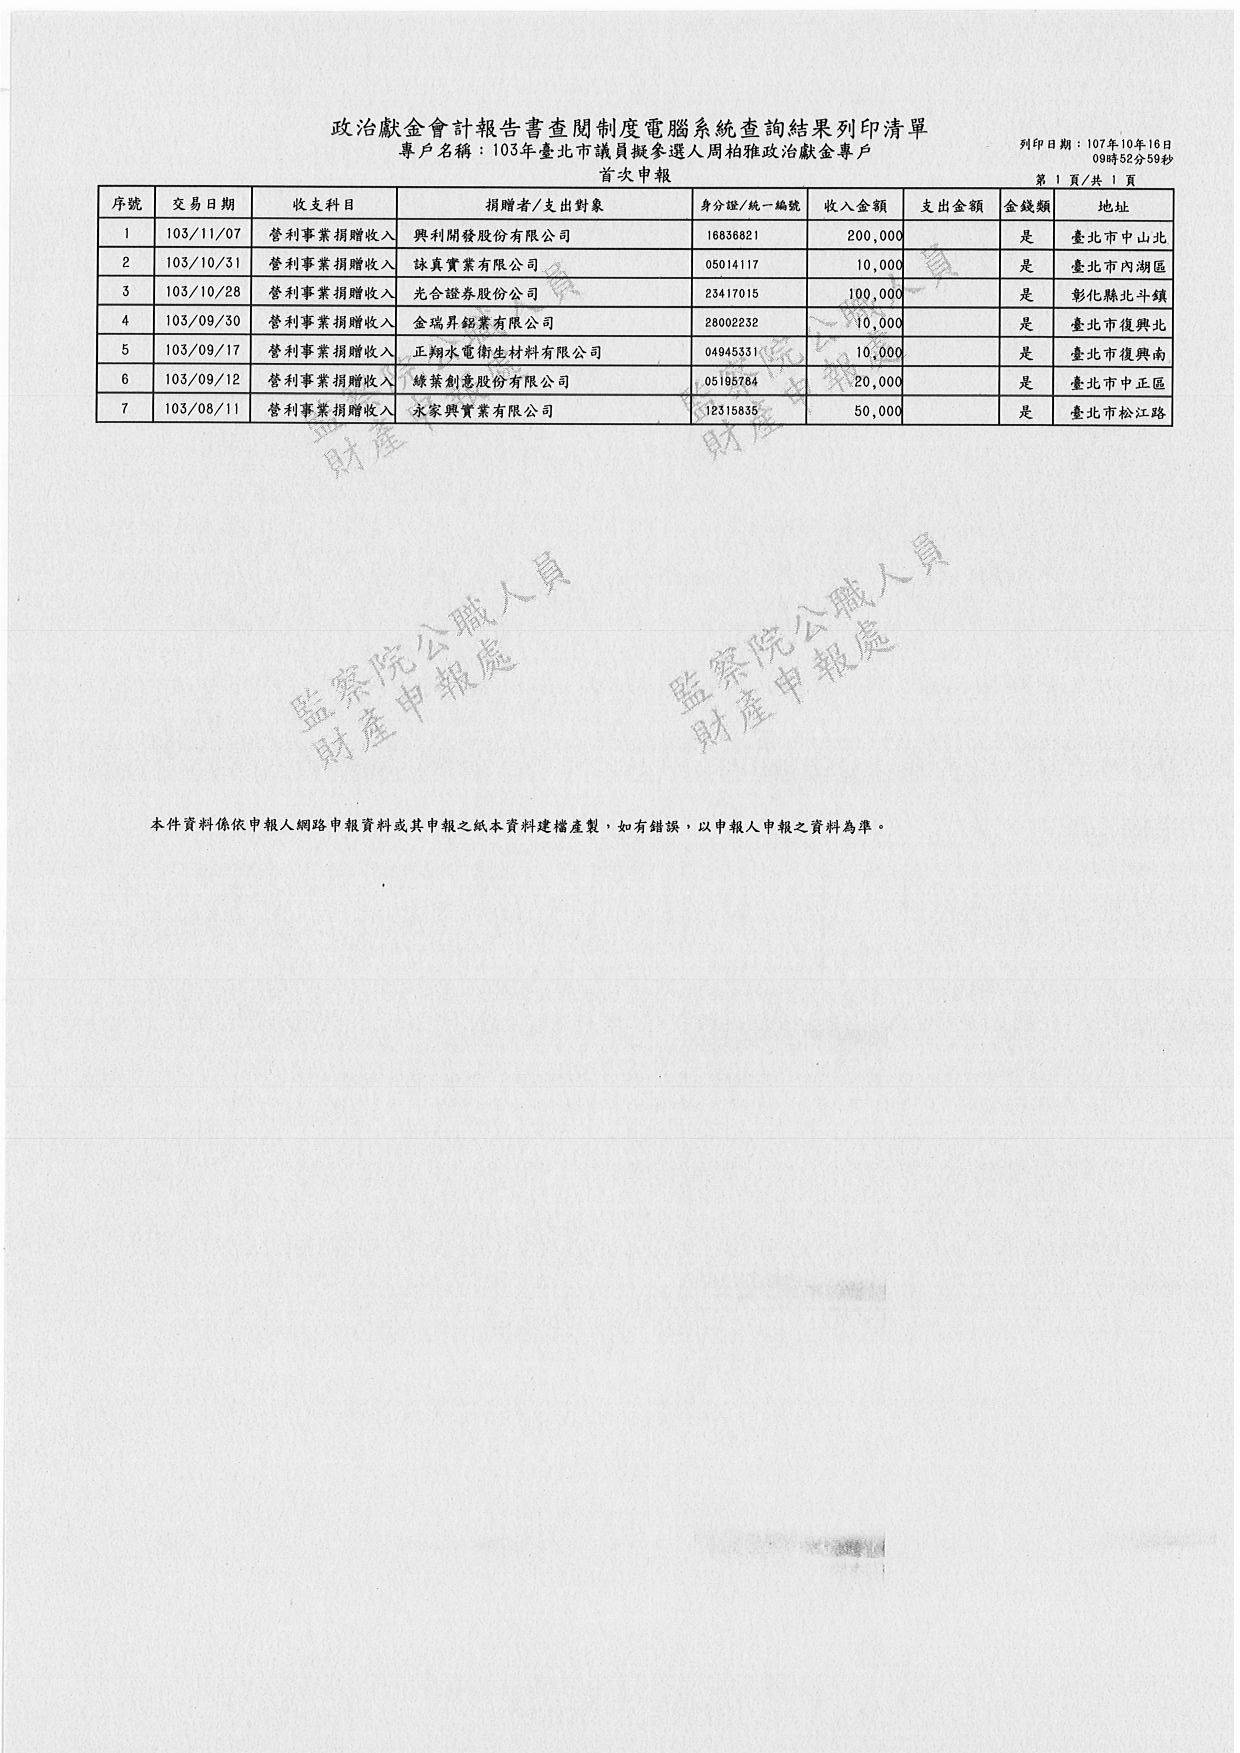 政治獻金會計報告書查閱制度電腦系統查詢結果列印清單
專戶名稱：103年臺北市議員擬參選人周柏雅政治獻金專戶
列印日期：107年10年16日
09時52分59秒
首次申報
第 1 頁/共 1 頁
序號 交易日期 收支科目 捐贈者/支出對象 身分證/統一編號 收入金額 支出金額 金錢類 地址
1 103/11/07 營利事業捐贈收入 興利開發股份有限公司 16836821 200,000 是 臺北市中山北
2 103/10/31 營利事業捐贈收入 詠真實業有限公司 05014117 10,000 是 臺北市內湖區
3 103/10/28 營利事業捐贈收入 光合證券股份公司 23417015 100,000 是 彰化縣北斗鎮
4 103/09/30 營利事業捐贈收入 金瑞昇鋁業有限公司 28002232 10,000 是 臺北市復興北
5 103/09/17 營利事業捐贈收入 正翔水電衛生材料有限公司 04945331 10,000 是 臺北市復興南
6 103/09/12 營利事業捐贈收入 綠葉創意股份有限公司 05195784 20,000 是 臺北市中正區
7 103/08/11 營利事業捐贈收入 永家興實業有限公司 12315835 50,000 是 臺北市松江路
監察院公職人員
財產申報處
監察院公職人員
財產申報處
監察院公職人員
財產申報處
監察院公職人員
財產申報處
本件資料係依申報人網路申報資料或其申報之紙本資料建檔產製，如有錯誤，以申報人申報之資料為準。